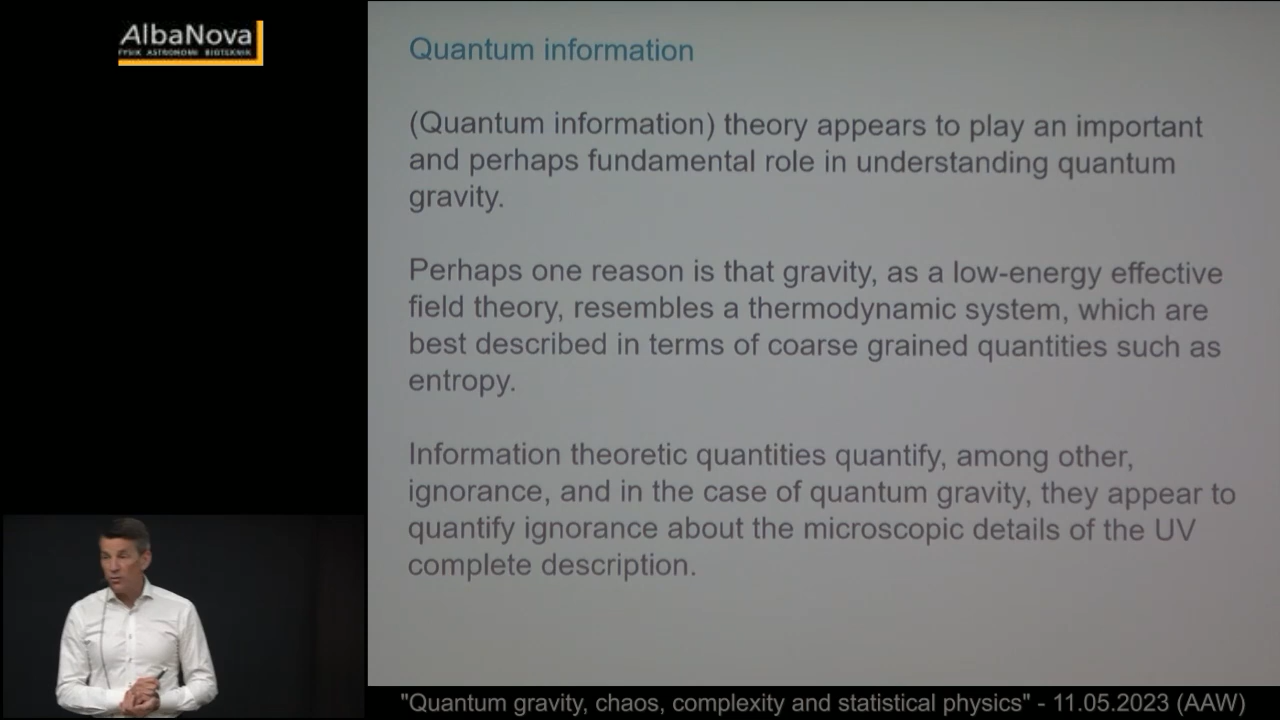 AlbaNova
FYSIK ASTRONOMI BIOTEKNIK
Quantum information
(Quantum information) theory appears to play an important
and perhaps fundamental role in understanding quantum
gravity.
Perhaps one reason is that gravity, as a low-energy effective
field theory, resembles a thermodynamic system, which are
best described in terms of coarse grained quantities such as
entropy.
Information theoretic quantities quantify, among other,
ignorance, and in the case of quantum gravity, they appear to
quantify ignorance about the microscopic details of the UV
complete description.
"Quantum gravity, chaos, complexity and statistical physics" - 11.05.2023 (AAW)